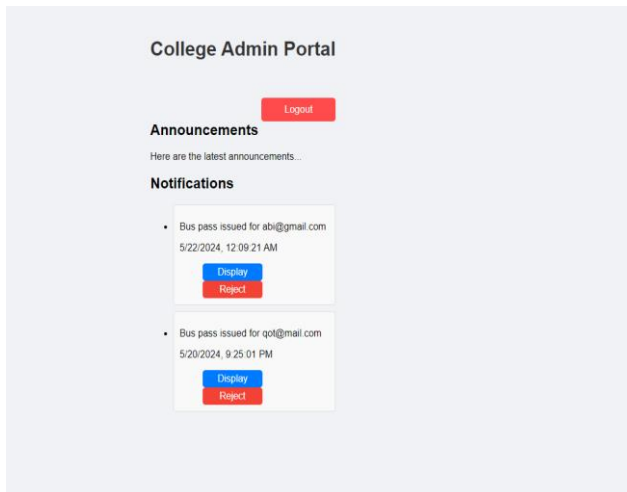 College Admin Portal
Logout
Announcements
Here are the latest announcements...
Notifications
Bus pass issued for abi@gmail.com
5/22/2024, 12:09:21 AM
Display
Reject
Bus pass issued for qot@mail.com
5/20/2024, 9:25:01 PM
Display
Reject